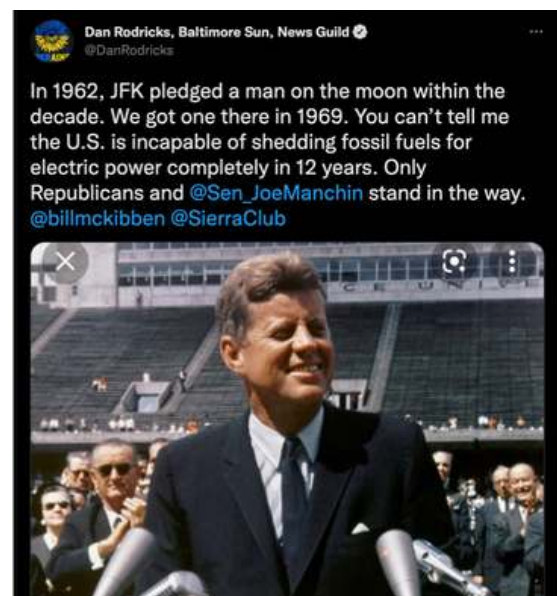 Dan Rodricks, Baltimore Sun, News Guild
@DanRodricks
In 1962, JFK pledged a man on the moon within the
decade. We got one there in 1969. You can't tell me
the U.S. is incapable of shedding fossil fuels for
electric power completely in 12 years. Only
Republicans and @Sen_JoeManchin stand in the way.
@billmckibben @SierraClub